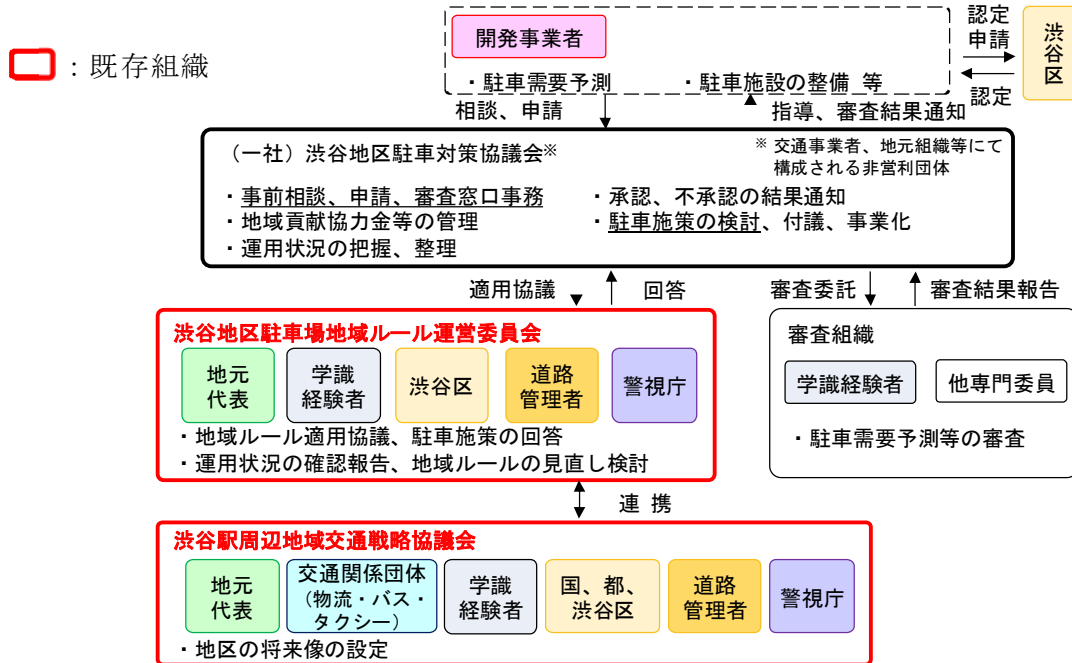 ：既存組織
開発事業者
・駐車需要予測
・駐車施設の整備 等
認定
申請
認定
渋谷区
相談、申請
指導、審査結果通知
（一社）渋谷地区駐車対策協議会※
※ 交通事業者、地元組織等にて
構成される非営利団体
・事前相談、申請、審査窓口事務
・地域貢献協力金等の管理
・運用状況の把握、整理
・承認、不承認の結果通知
・駐車施策の検討、付議、事業化
適用協議
回答
審査委託
審査結果報告
渋谷地区駐車場地域ルール運営委員会
地元
代表
学識
経験者
渋谷区
道路
管理者
警視庁
・地域ルール適用協議、駐車施策の回答
・運用状況の確認報告、地域ルールの見直し検討
審査組織
学識経験者
他専門委員
・駐車需要予測等の審査
連 携
渋谷駅周辺地域交通戦略協議会
地元
代表
交通関係団体
（物流・バス・
タクシー）
学識
経験者
国、都、
渋谷区
道路
管理者
警視庁
・地区の将来像の設定